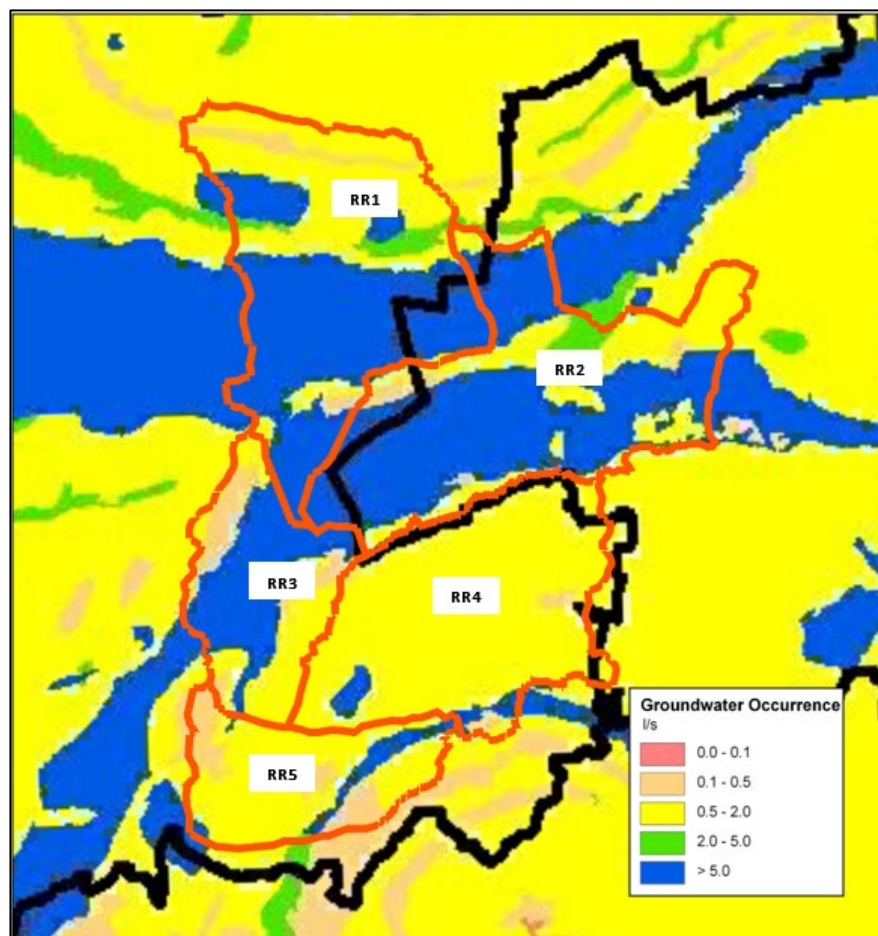 RR1
RR2
RR3
RR4
RR5
Groundwater Occurrence
l/s
0.0 - 0.1
0.1 - 0.5
0.5 - 2.0
2.0 - 5.0
> 5.0